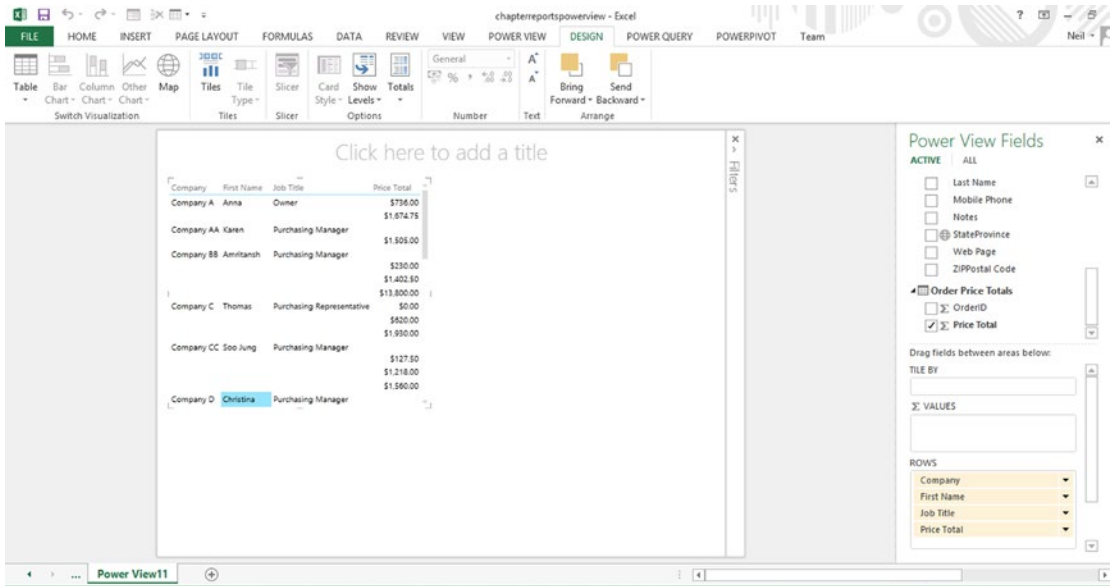 chapterreportspowerview - Excel
FILE HOME INSERT PAGE LAYOUT FORMULAS DATA REVIEW VIEW POWER VIEW DESIGN POWER QUERY POWERPIVOT Team Neil
Table Bar Chart Column Chart Other Chart Map Tiles Tile Type Slicer Card Style Show Levels Totals General Bring Forward Send Backward
Switch Visualization Tiles Slicer Options Number Text Arrange
Click here to add a title
Filters
Company First Name Job Title Price Total
Company A Anna Owner $736.00
$1,674.75
Company AA Karen Purchasing Manager
$1,505.00
Company BB Amritansh Purchasing Manager
$230.00
$1,402.50
$13,800.00
Company C Thomas Purchasing Representative $0.00
$620.00
$1,930.00
Company CC Soo Jung Purchasing Manager
$127.50
$1,218.00
$1,560.00
Company D Christina Purchasing Manager
Power View Fields
ACTIVE ALL
Last Name
Mobile Phone
Notes
StateProvince
Web Page
ZIPPostal Code
Order Price Totals
Σ OrderID
Σ Price Total
Drag fields between areas below:
TILE BY
Σ VALUES
ROWS
Company
First Name
Job Title
Price Total
... Power View11